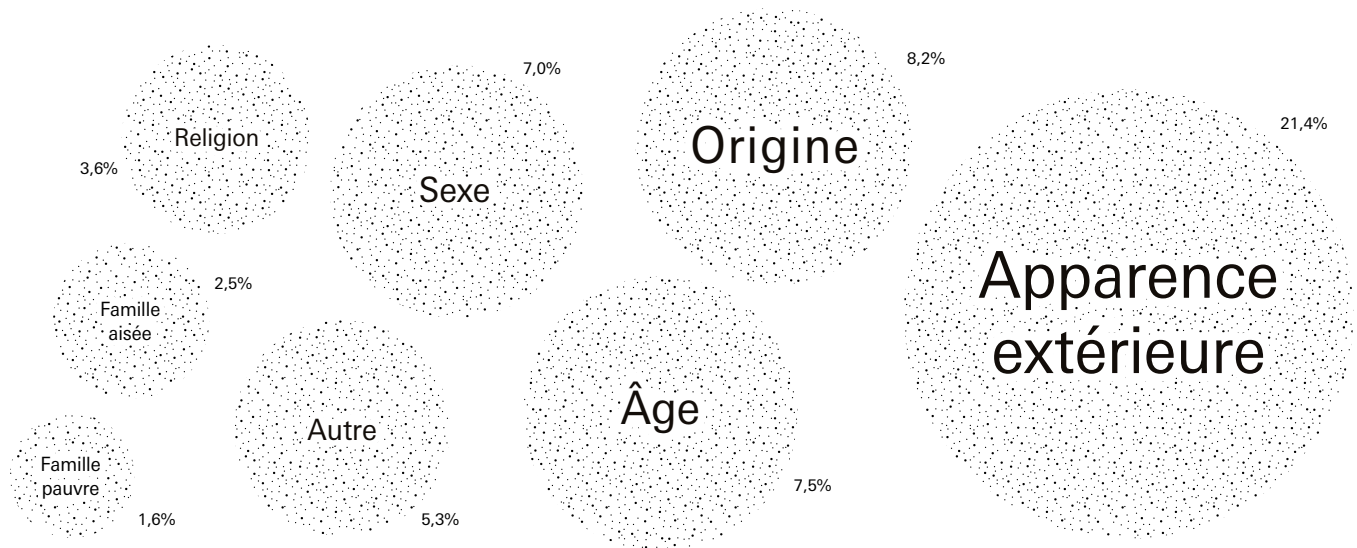 Religion
3,6%
Sexe
7,0%
Origine
8,2%
Apparence
extérieure
21,4%
Famille
aisée
2,5%
Famille
pauvre
1,6%
Autre
5,3%
Âge
7,5%